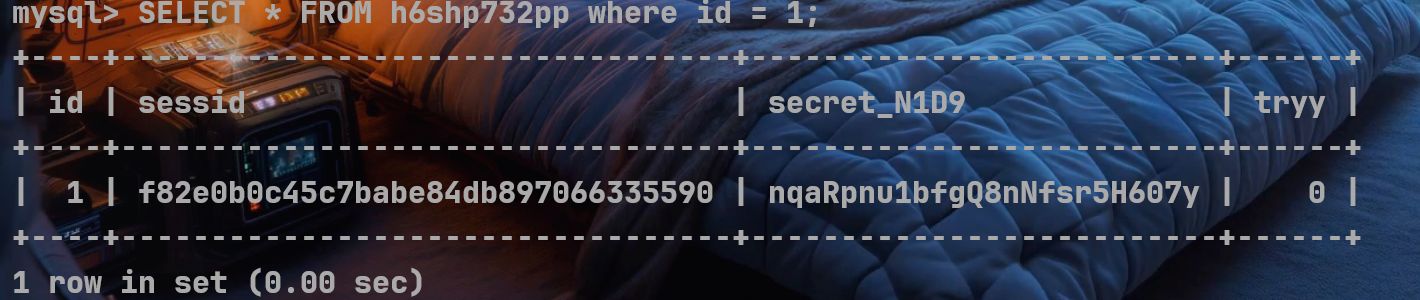 mysql> SELECT * FROM h6shp732pp where id = 1;
+----+----------------------------------+--------------------------+------+
| id | sessid                           | secret_N1D9              | tryy |
+----+----------------------------------+--------------------------+------+
|  1 | f82e0b0c45c7babe84db897066335590 | nqaRpnu1bfgQ8nNfsr5H607y |    0 |
+----+----------------------------------+--------------------------+------+
1 row in set (0.00 sec)